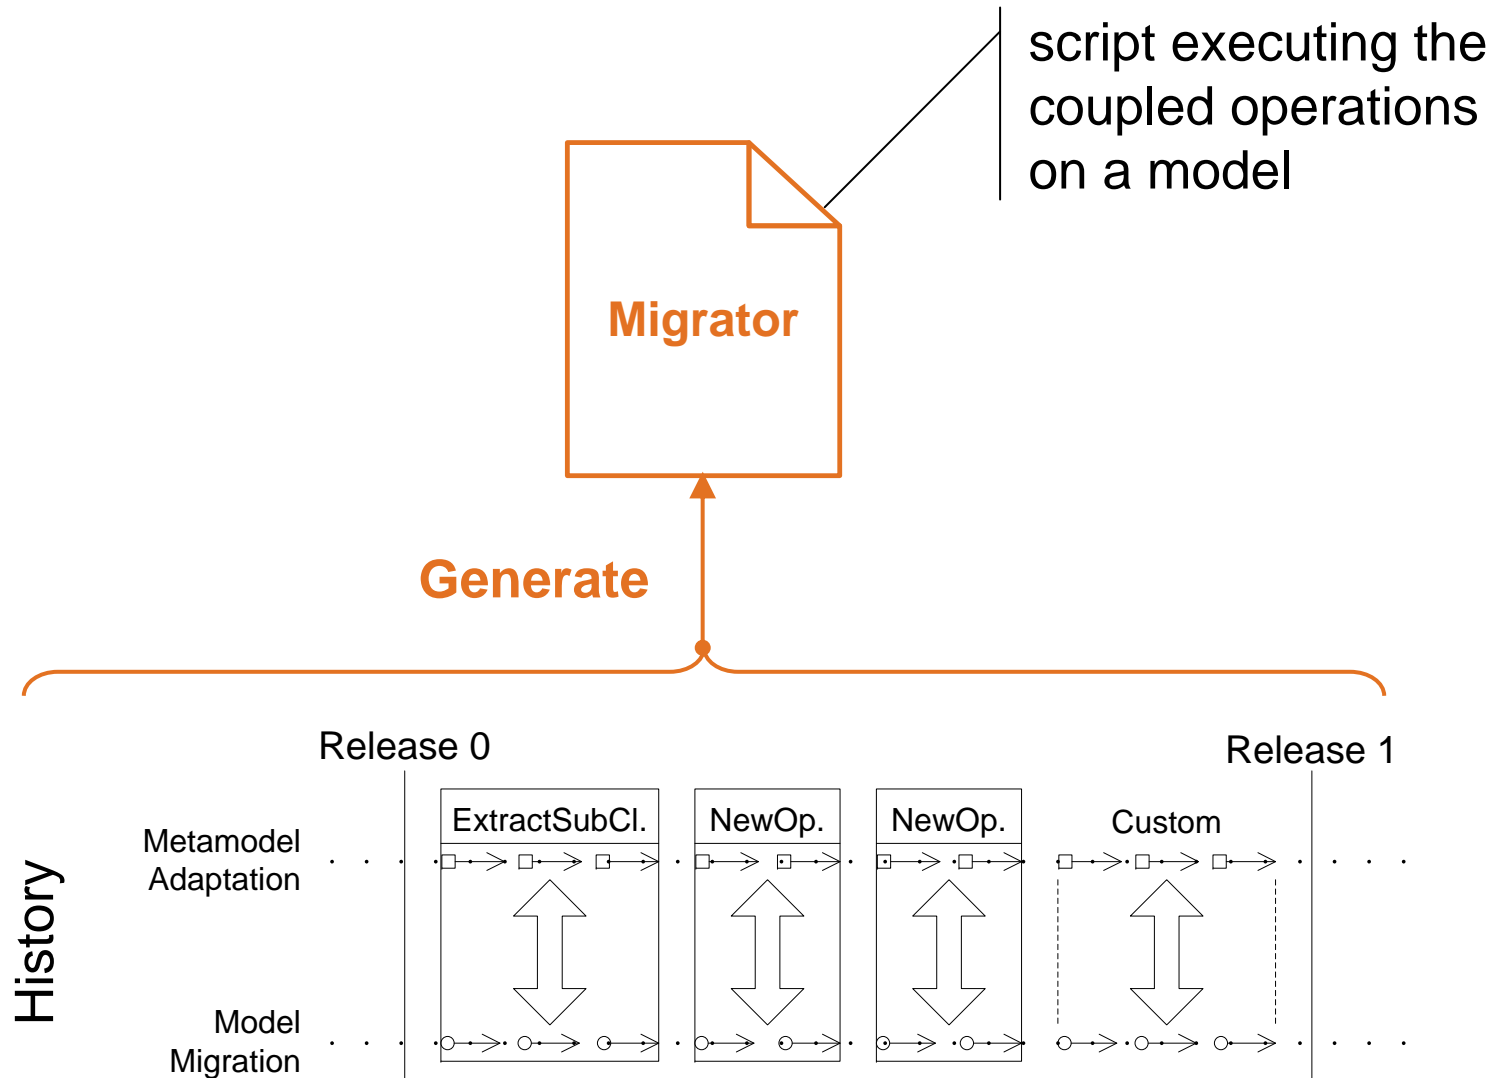 script executing the
coupled operations
on a model
Migrator
Generate
Release 0
Release 1
ExtractSubCl.
NewOp.
NewOp.
Custom
Metamodel
Adaptation
History
Model
Migration